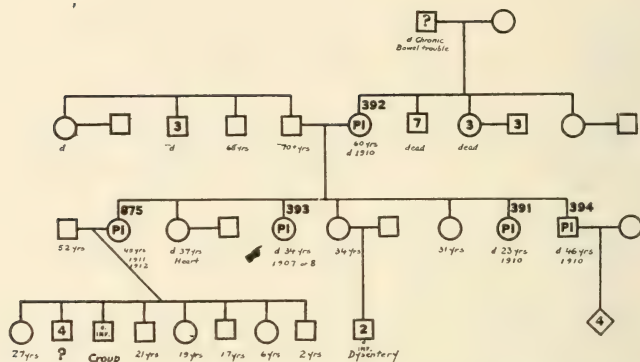 ?
d Chronic
Bowel trouble
392
3
PI
7
3
3
d
d
68 yrs
70+ yrs
60 yrs
d 1910
dead
dead
875
393
391
394
PI
PI
PI
PI
52 yrs
1911
1912
d 37 yrs
Heart
d 34 yrs
1907 or 8
34 yrs
31 yrs
d 23 yrs
1910
d 46 yrs
1910
4
d.
INF.
2
4
27 yrs
?
Croup
21 yrs
19 yrs
17 yrs
6 yrs
2 yrs
d
INF.
Dysentery